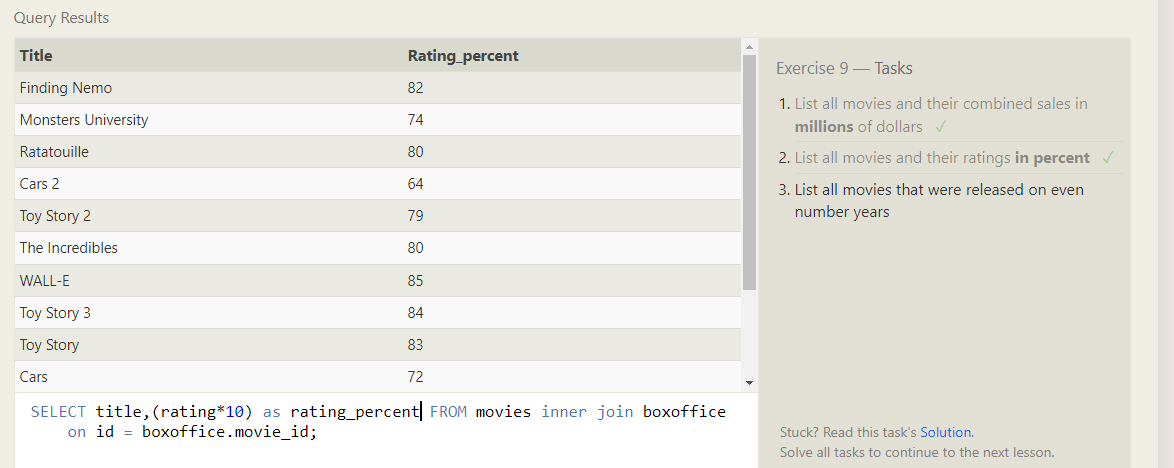 Query Results
Title Rating_percent
Finding Nemo 82
Monsters University 74
Ratatouille 80
Cars 2 64
Toy Story 2 79
The Incredibles 80
WALL-E 85
Toy Story 3 84
Toy Story 83
Cars 72
SELECT title,(rating*10) as rating_percent FROM movies inner join boxoffice
on id = boxoffice.movie_id;
Exercise 9 — Tasks
1. List all movies and their combined sales in
millions of dollars ✓
2. List all movies and their ratings in percent ✓
3. List all movies that were released on even
number years
Stuck? Read this task's Solution.
Solve all tasks to continue to the next lesson.